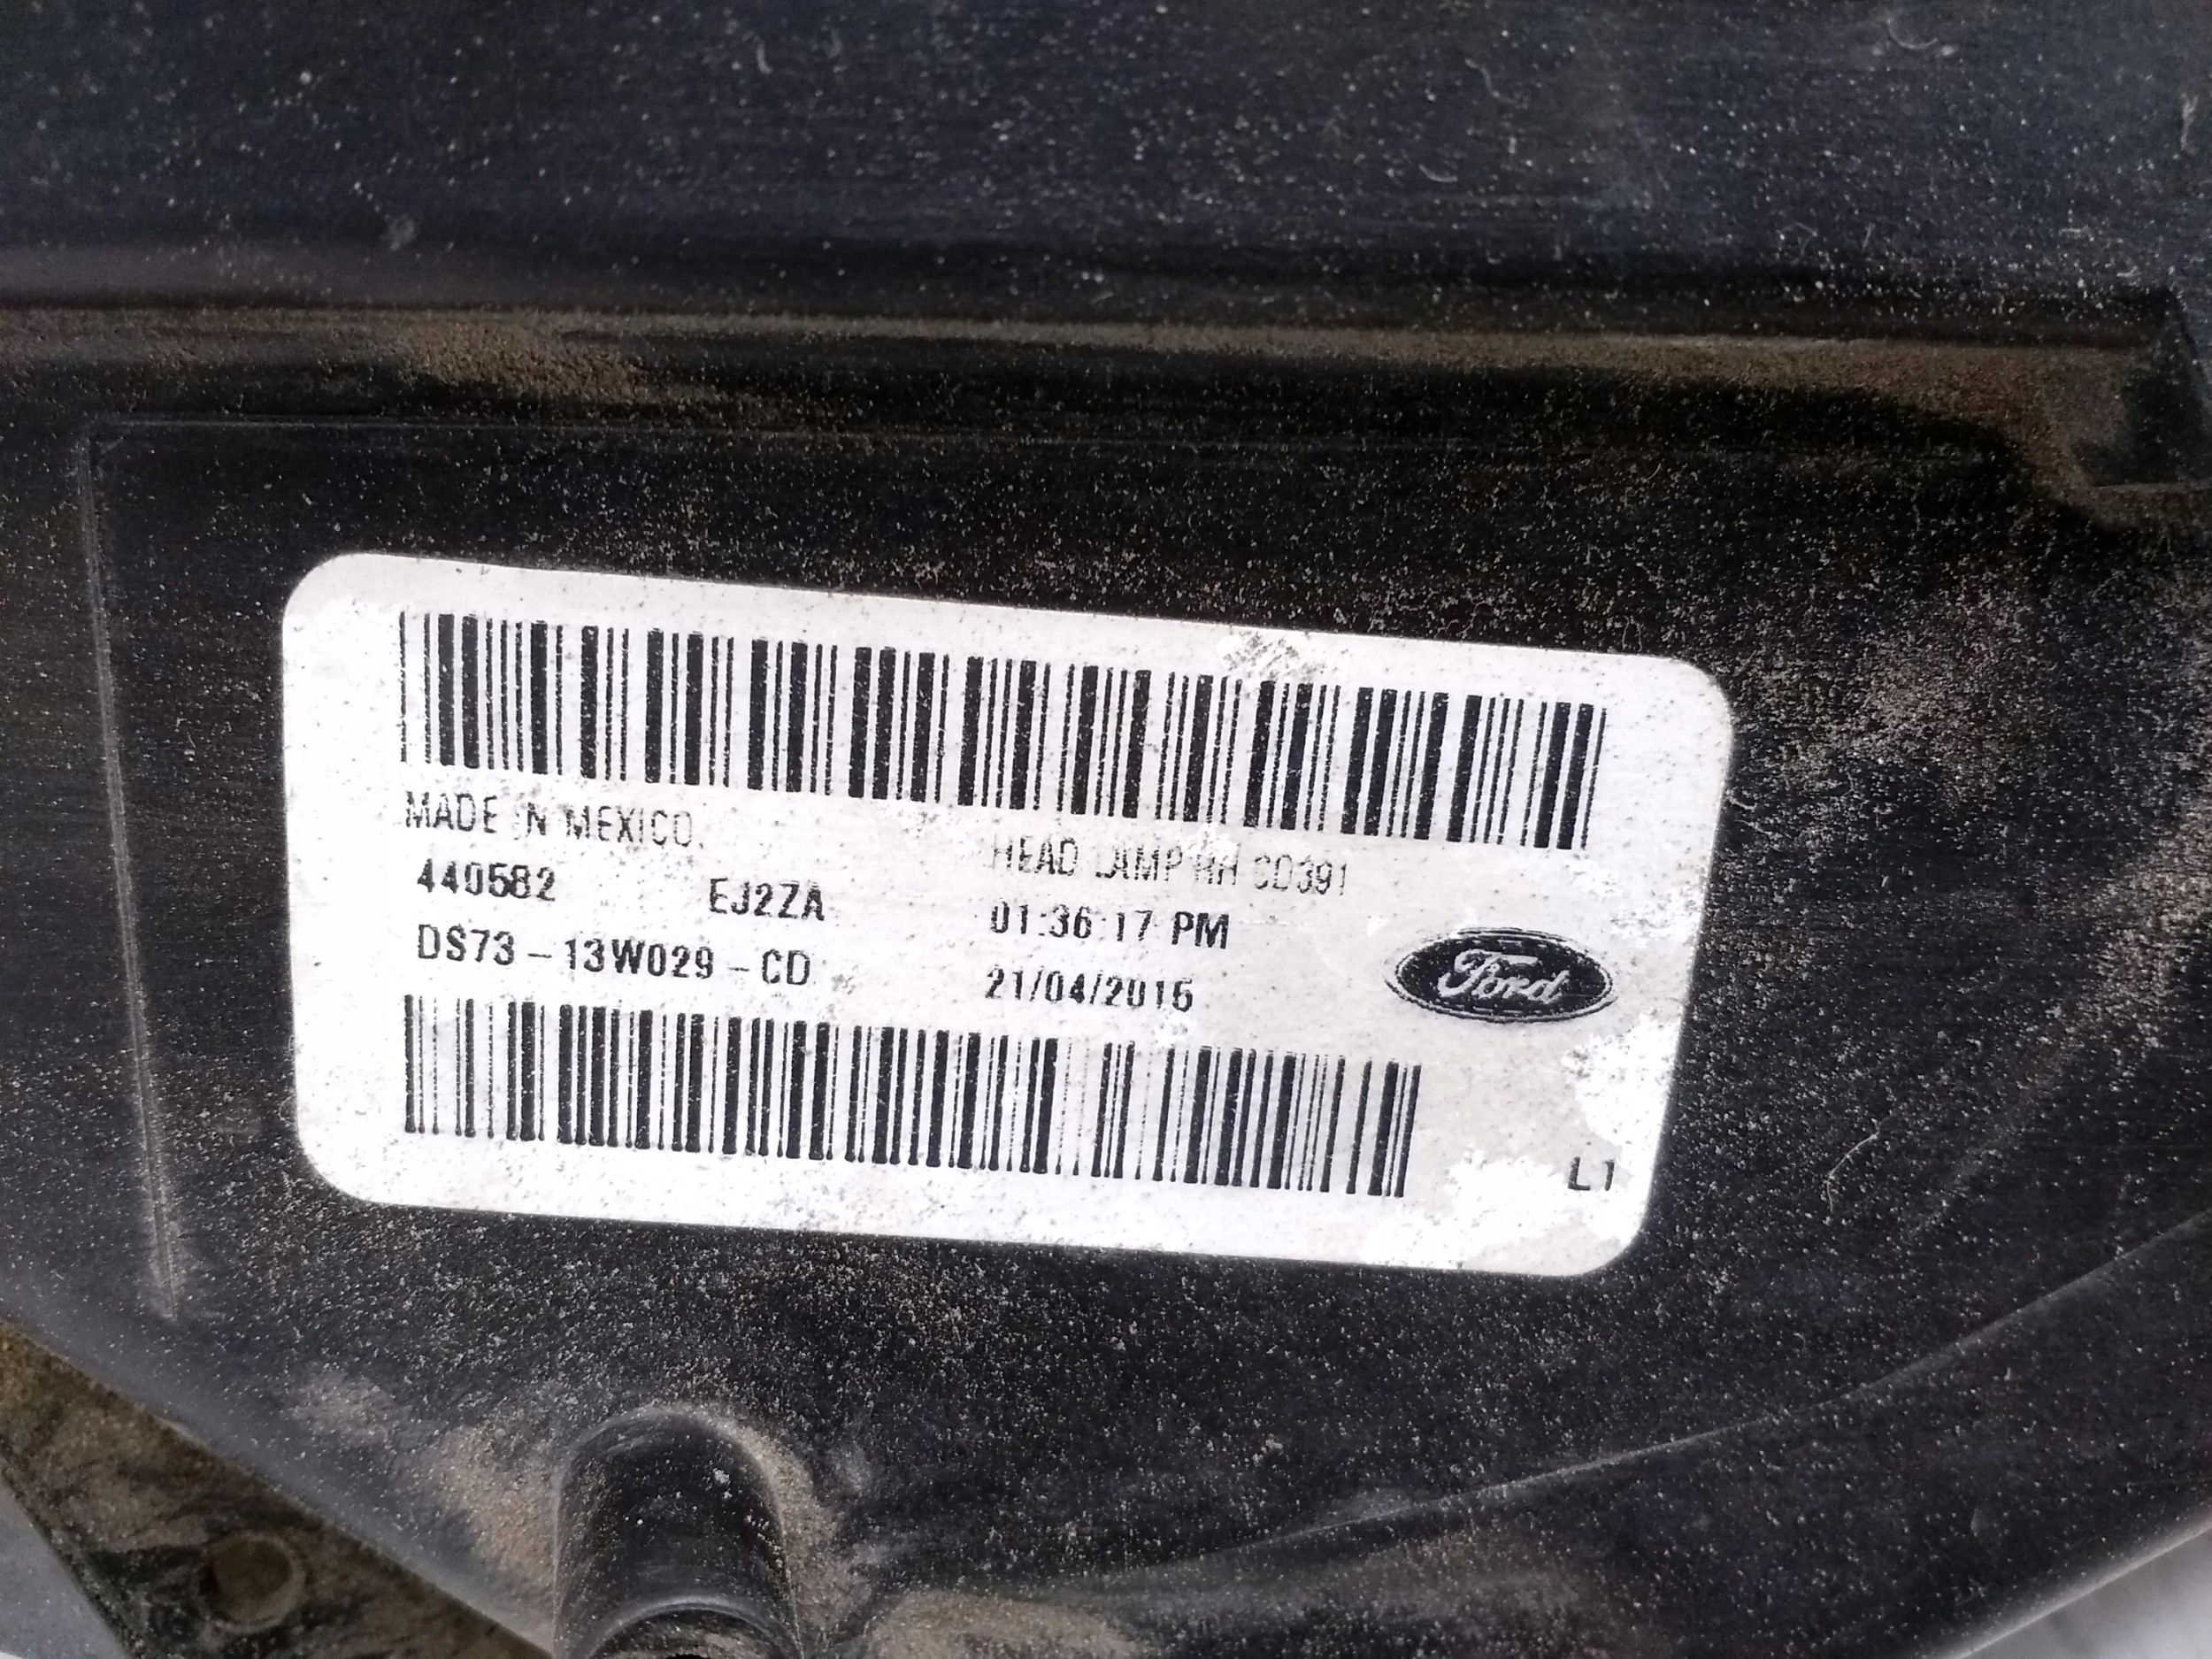 MADE IN MEXICO.
HEAD LAMP RH CD391
440582 EJ2ZA 01:36:17 PM
DS73-13W029-CD 21/04/2015
Ford
L1